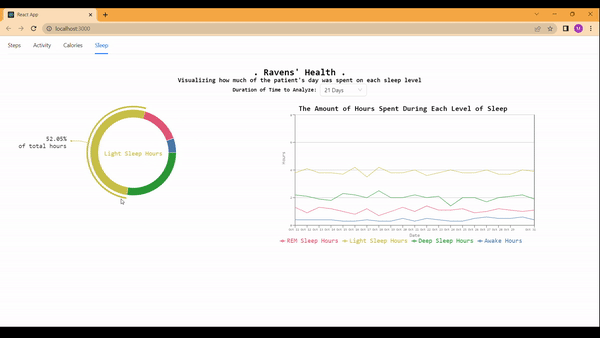 React App
localhost:3000
Steps Activity Calories Sleep
. Ravens' Health .
Visualizing how much of the patient's day was spent on each sleep level
Duration of Time to Analyze: 21 Days
The Amount of Hours Spent During Each Level of Sleep
52.05%
of total hours
Light Sleep Hours
Hours
Date
REM Sleep Hours Light Sleep Hours Deep Sleep Hours Awake Hours